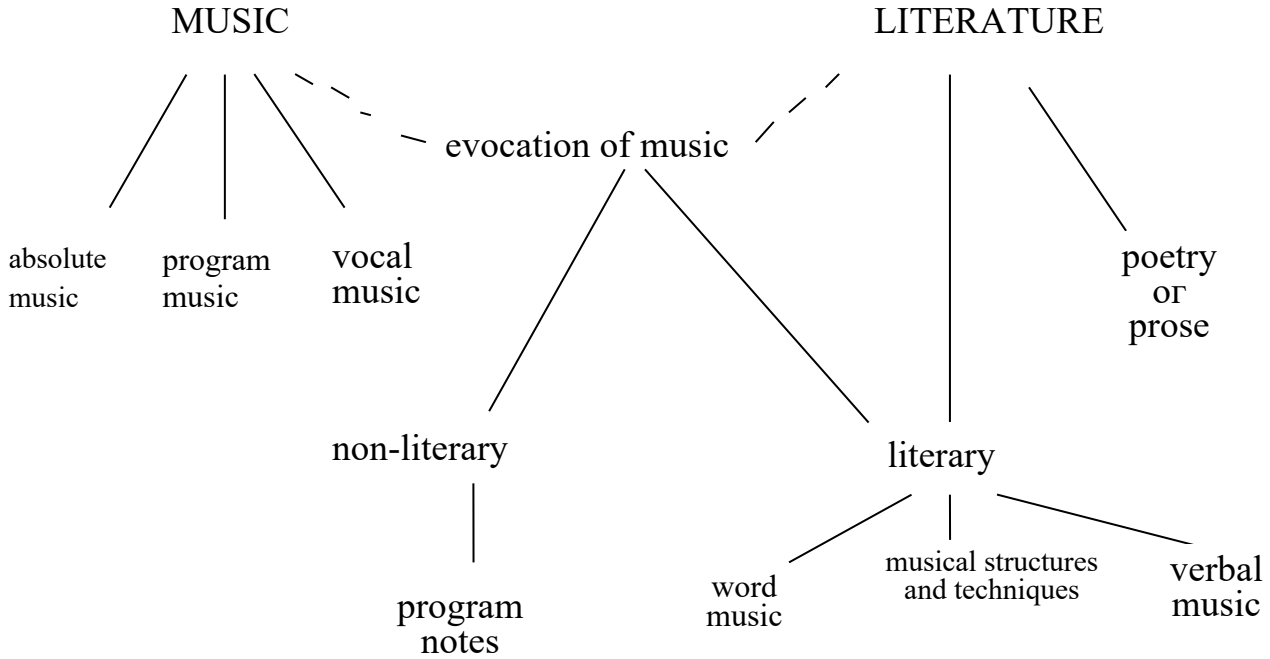 MUSIC
LITERATURE
evocation of music
absolute
music
program
music
vocal
music
poetry
or
prose
non-literary
literary
program
notes
word
music
musical structures
and techniques
verbal
music